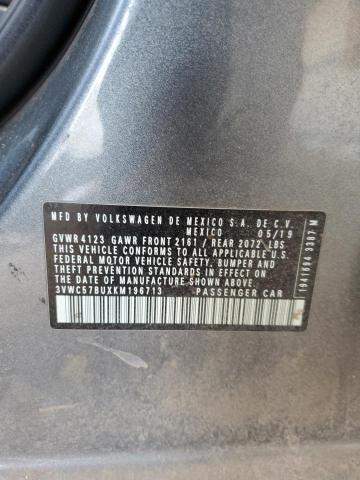 MFD BY VOLKSWAGEN DE MEXICO S.A. DE C.V.
MEXICO 05/19
GVWR 4123 GAWR FRONT 2161 / REAR 2072 LBS
THIS VEHICLE CONFORMS TO ALL APPLICABLE U.S.
FEDERAL MOTOR VEHICLE SAFETY, BUMPER AND
THEFT PREVENTION STANDARDS IN EFFECT ON
THE DATE OF MANUFACTURE SHOWN ABOVE.
3VWC57BUXKM196713 PASSENGER CAR